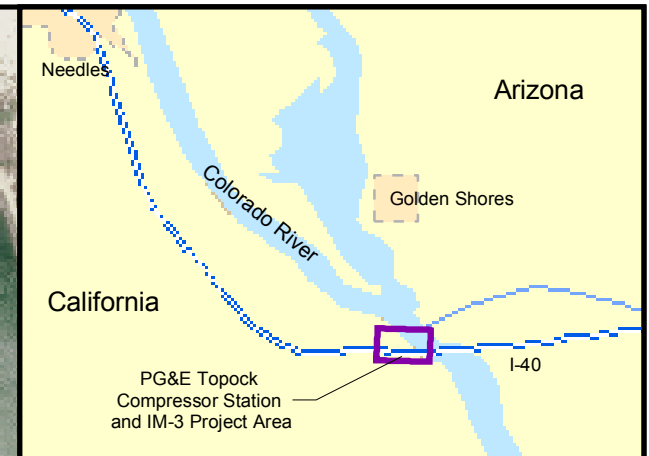 Needles
Arizona
Colorado River
Golden Shores
California
I-40
PG&E Topock
Compressor Station
and IM-3 Project Area